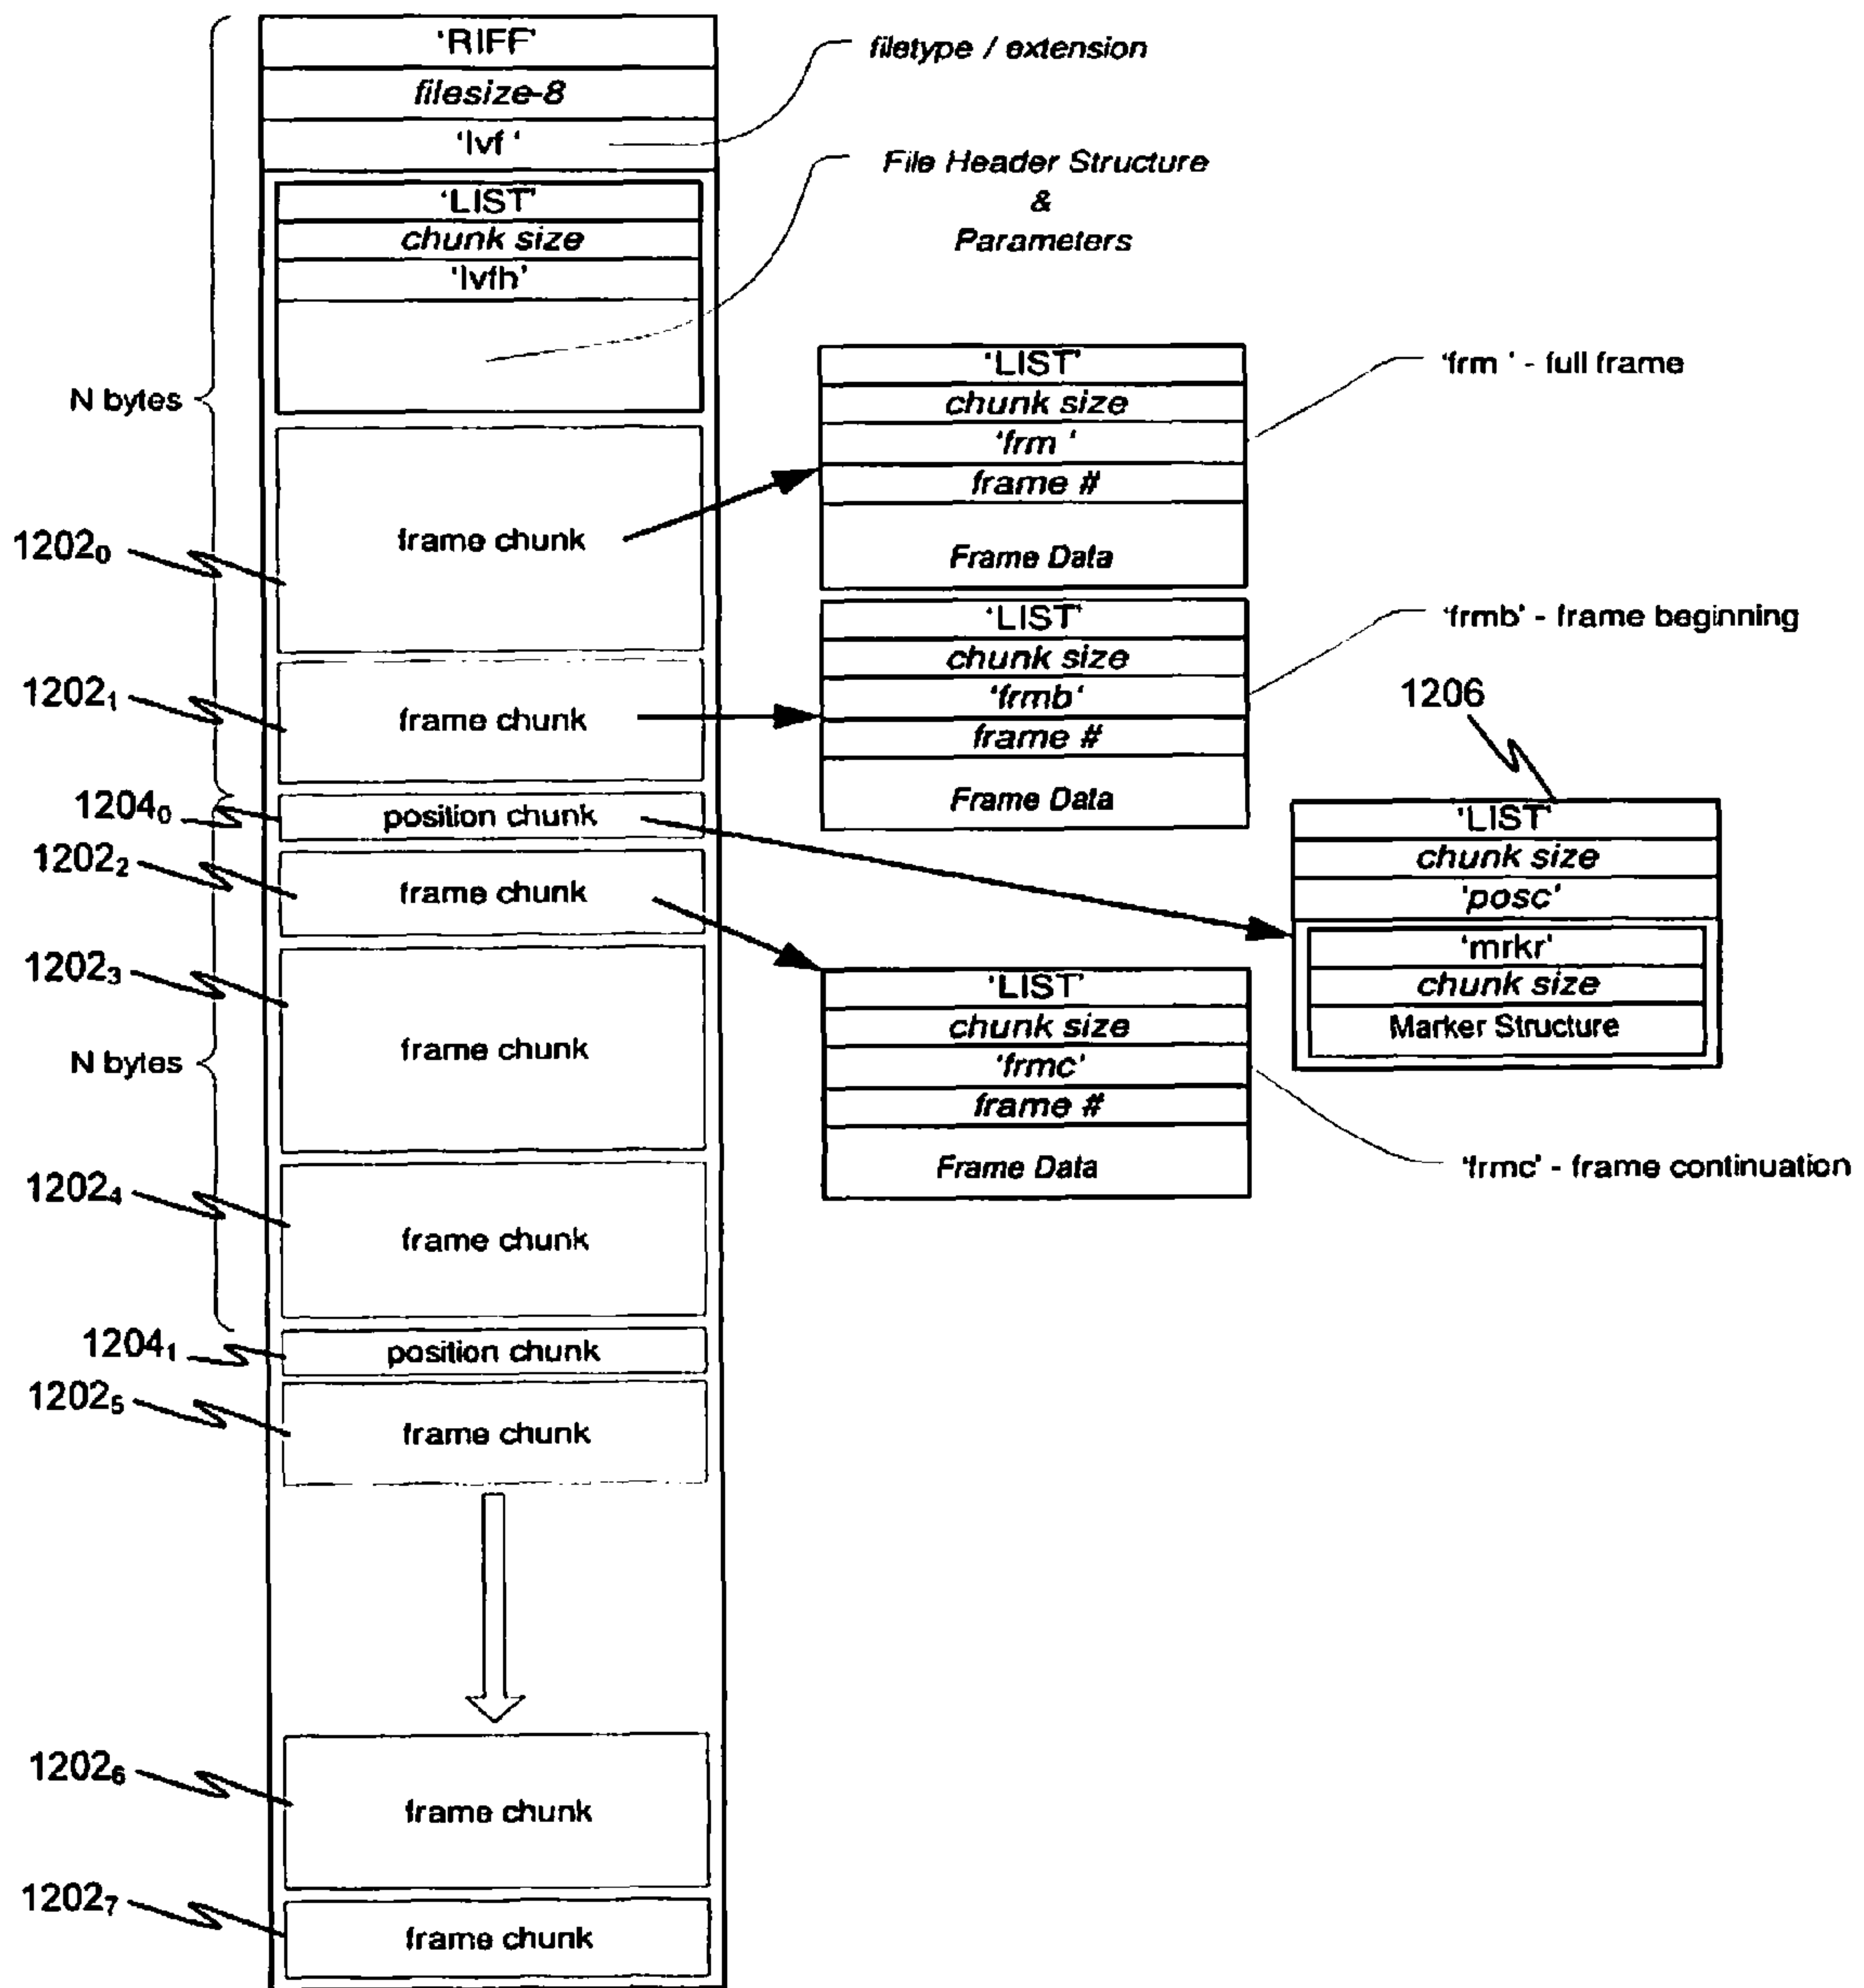 'RIFF'
filesize-8
'lvf '
'LIST'
chunk size
'lvfh'
filetype / extension
File Header Structure
&
Parameters
N bytes
1202₀
frame chunk
'LIST'
chunk size
'frm '
frame #
Frame Data
'frm ' - full frame
1202₁
frame chunk
'LIST'
chunk size
'frmb'
frame #
Frame Data
'frmb' - frame beginning
1204₀
position chunk
1206
'LIST'
chunk size
'posc'
'mrkr'
chunk size
Marker Structure
1202₂
frame chunk
'LIST'
chunk size
'frmc'
frame #
Frame Data
'frmc' - frame continuation
1202₃
frame chunk
N bytes
1202₄
frame chunk
1204₁
position chunk
1202₅
frame chunk
1202₆
frame chunk
1202₇
frame chunk